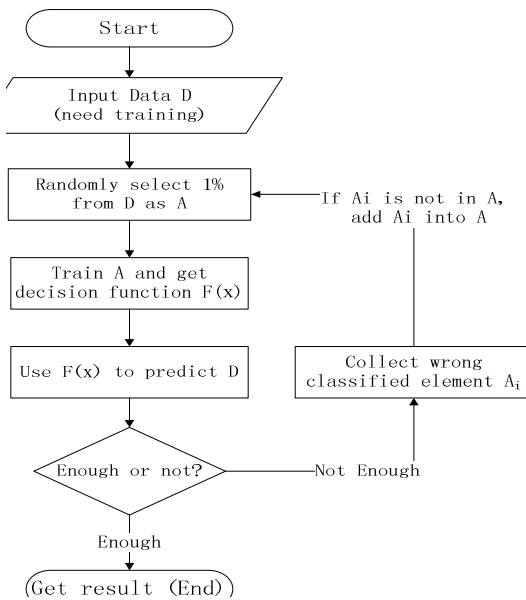 Start
Input Data D
(need training)
Randomly select 1%
from D as A
If Ai is not in A,
add Ai into A
Train A and get
decision function F(x)
Use F(x) to predict D
Collect wrong
classified element Ai
Enough or not?
Not Enough
Enough
Get result (End)